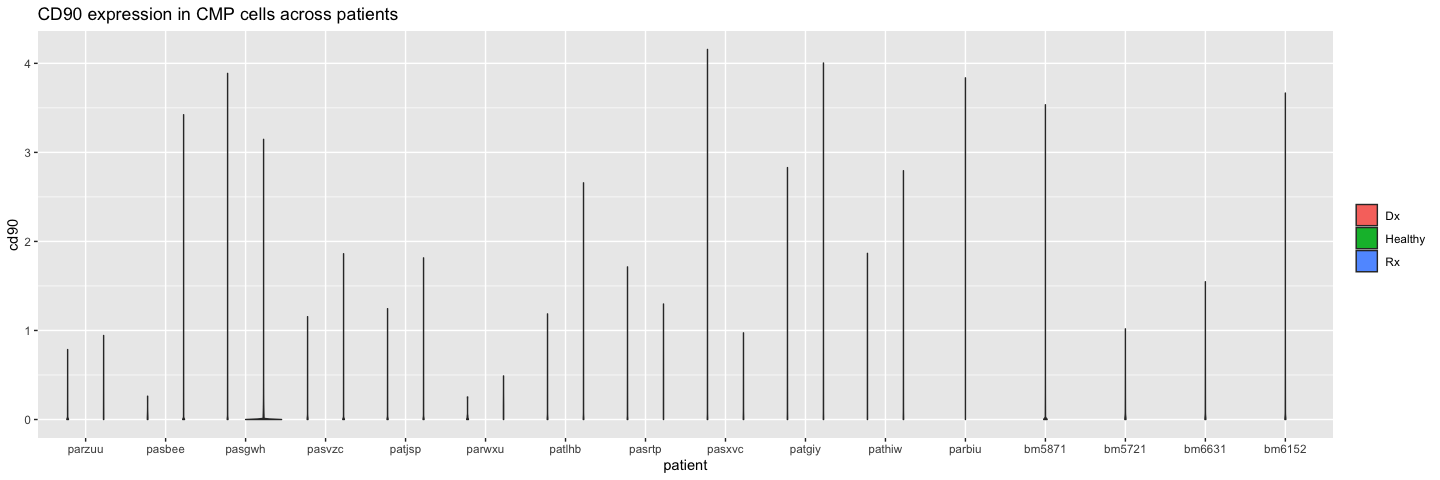 CD90 expression in CMP cells across patients
4
3
2
1
0
cd90
parzuu pasbee pasgwh pasvzc patjsp parwxu patlhb pasrtp pasxvc patgiy pathiw parbiu bm5871 bm5721 bm6631 bm6152
patient
Dx
Healthy
Rx